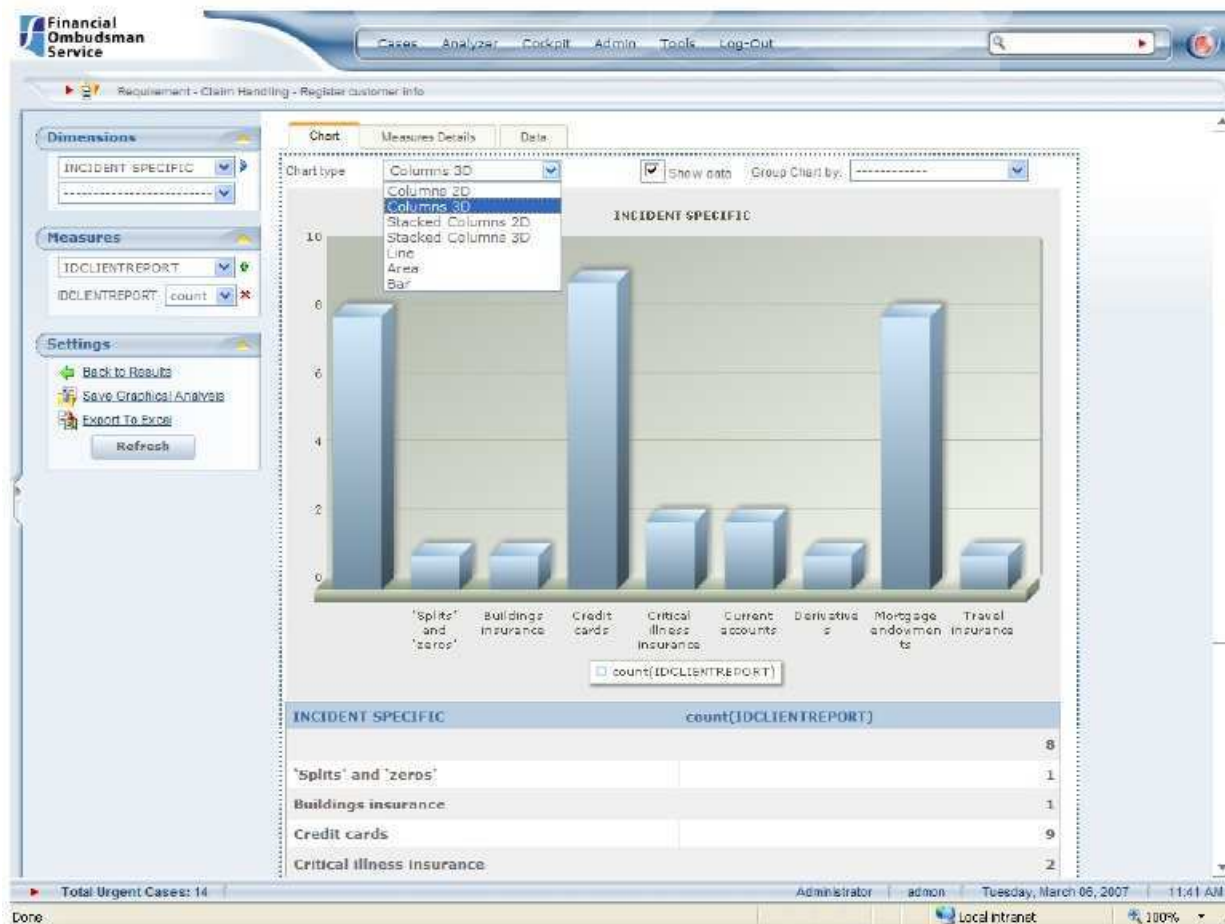 Financial
Ombudsman
Service
Cases Analyzer Cockpit Admin Tools Log-Out
Requirement - Claim Handling - Register customer info
Dimensions
INCIDENT SPECIFIC
------------------------
Measures
IDCLIENTREPORT
IDCLIENTREPORT count
Settings
Back to Results
Save Graphical Analysis
Export To Excel
Refresh
Chart Measures Details Data
Chart type Columns 3D Show data Group Chart by: ------------
Columns 2D
Columns 3D
Stacked Columns 2D
Stacked Columns 3D
Line
Area
Bar
INCIDENT SPECIFIC
10
8
6
4
2
0
'Splits' and 'zeros'
Buildings insurance
Credit cards
Critical illness insurance
Current accounts
Derivatives
Mortgage endowments
Travel insurance
count(IDCLIENTREPORT)
INCIDENT SPECIFIC count(IDCLIENTREPORT)
8
'Splits' and 'zeros' 1
Buildings insurance 1
Credit cards 9
Critical illness insurance 2
Total Urgent Cases: 14 Administrator admon Tuesday, March 06, 2007 11:41 AM
Done Local intranet 100%